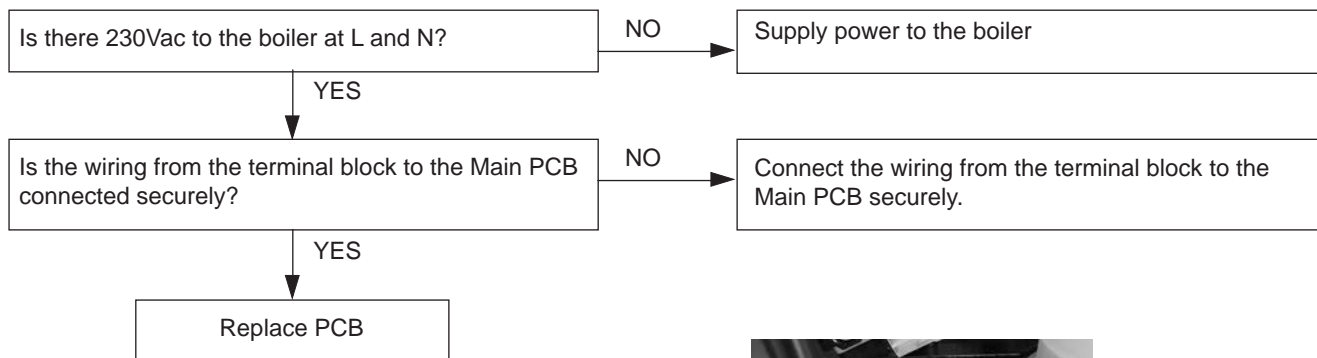 Is there 230Vac to the boiler at L and N?
NO
Supply power to the boiler
YES
Is the wiring from the terminal block to the Main PCB
connected securely?
NO
Connect the wiring from the terminal block to the
Main PCB securely.
YES
Replace PCB